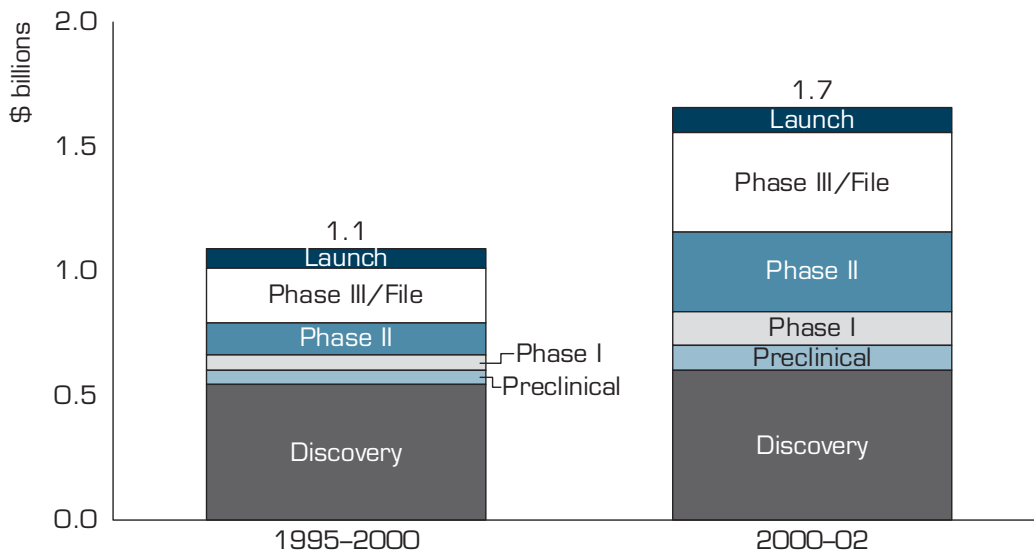 $ billions
2.0
1.5
1.0
0.5
0.0
1.1
Launch
Phase III/File
Phase II
Phase I
Preclinical
Discovery
1995–2000
1.7
Launch
Phase III/File
Phase II
Phase I
Preclinical
Discovery
2000–02